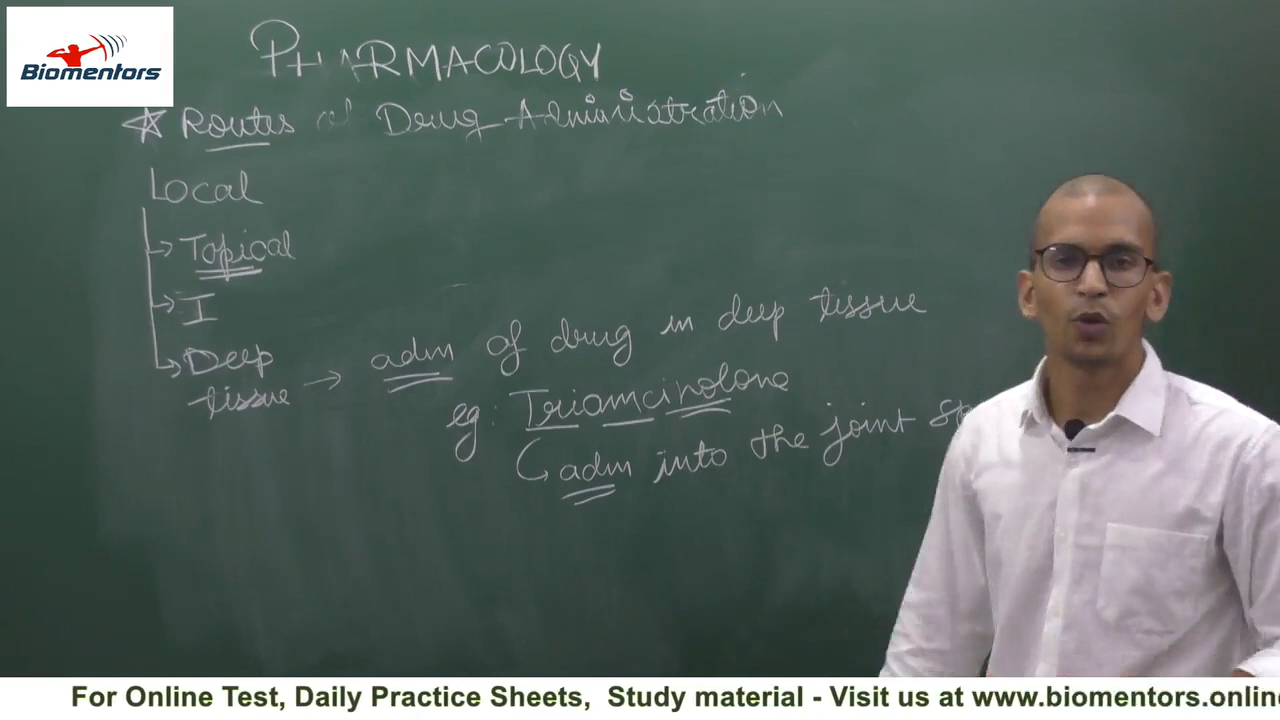 Biomentors
PHARMACOLOGY
Routes of Drug Administration
Local
→ Topical
→ I
→ Deep
tissue → adm of drug in deep tissue
eg: Triamcinolone
↳ adm into the joint
For Online Test, Daily Practice Sheets, Study material - Visit us at www.biomentors.online